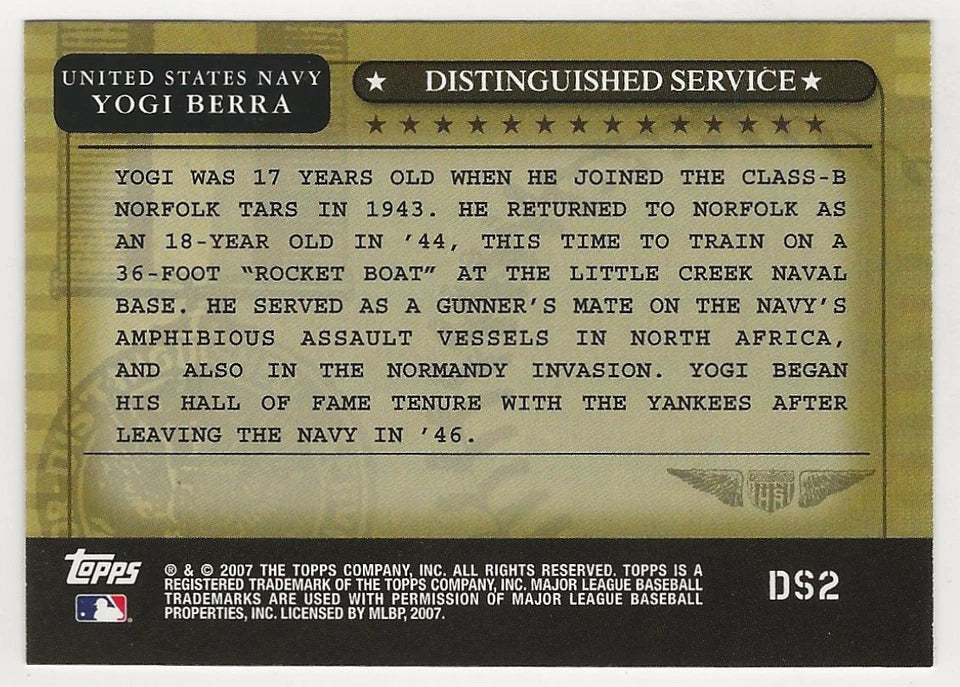 UNITED STATES NAVY
YOGI BERRA
★ DISTINGUISHED SERVICE ★
YOGI WAS 17 YEARS OLD WHEN HE JOINED THE CLASS-B
NORFOLK TARS IN 1943. HE RETURNED TO NORFOLK AS
AN 18-YEAR OLD IN '44, THIS TIME TO TRAIN ON A
36-FOOT “ROCKET BOAT” AT THE LITTLE CREEK NAVAL
BASE. HE SERVED AS A GUNNER'S MATE ON THE NAVY'S
AMPHIBIOUS ASSAULT VESSELS IN NORTH AFRICA,
AND ALSO IN THE NORMANDY INVASION. YOGI BEGAN
HIS HALL OF FAME TENURE WITH THE YANKEES AFTER
LEAVING THE NAVY IN '46.
Topps
® & © 2007 THE TOPPS COMPANY, INC. ALL RIGHTS RESERVED. TOPPS IS A
REGISTERED TRADEMARK OF THE TOPPS COMPANY, INC. MAJOR LEAGUE BASEBALL
TRADEMARKS ARE USED WITH PERMISSION OF MAJOR LEAGUE BASEBALL
PROPERTIES, INC. LICENSED BY MLBP, 2007.
DS2